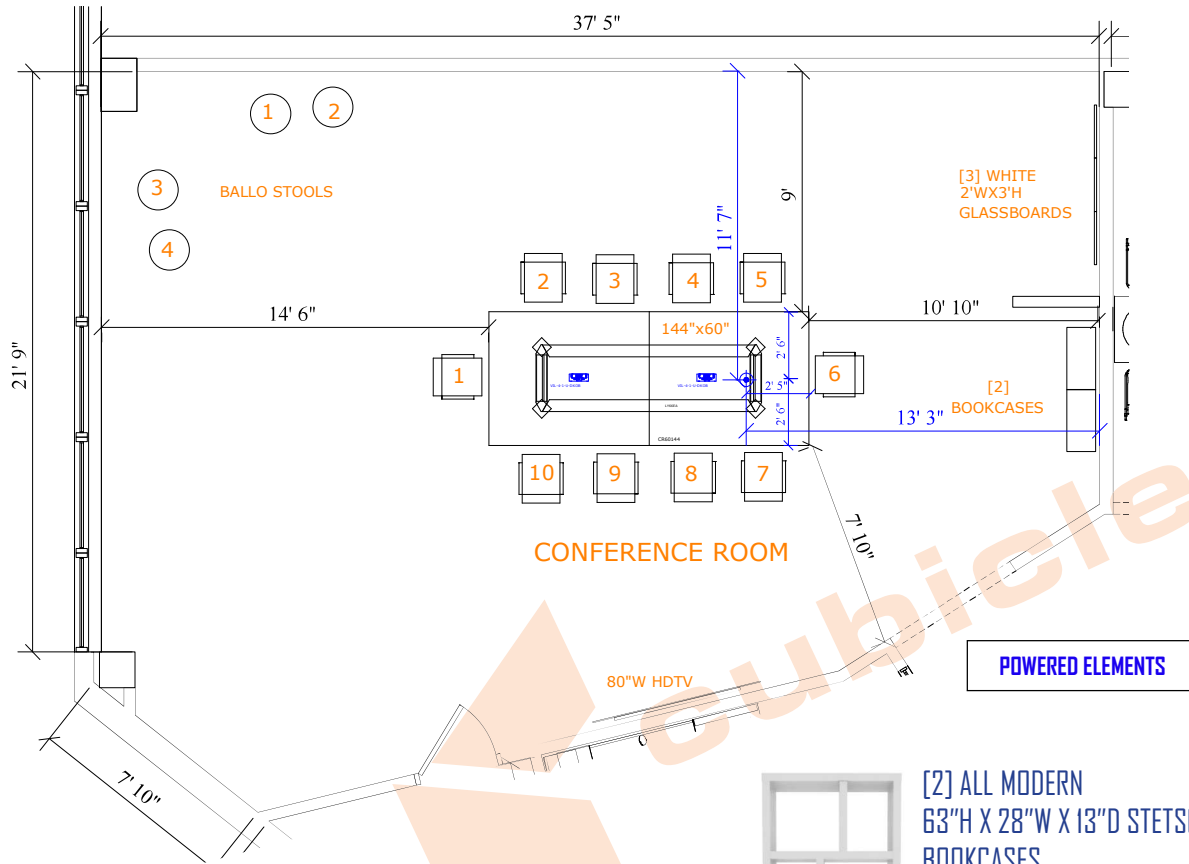 37' 5"
1
2
3
4
BALLO STOOLS
[3] WHITE
2'WX3'H
GLASSBOARDS
9'
11' 7"
21' 9"
2
3
4
5
14' 6"
144"x60"
10' 10"
2' 6"
1
6
2' 5"
[2]
BOOKCASES
2' 6"
13' 3"
CR60144
10
9
8
7
7' 10"
CONFERENCE ROOM
cubicle
POWERED ELEMENTS
80"W HDTV
7' 10"
[2] ALL MODERN
63"H X 28"W X 13"D STETS
BOOKCASES